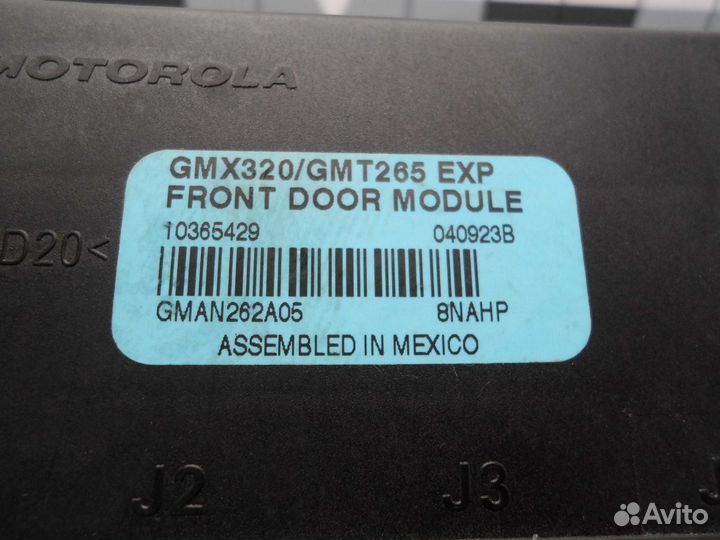 MOTOROLA
GMX320/GMT265 EXP
FRONT DOOR MODULE
10365429 040923B
D20<
GMAN262A05 8NAHP
ASSEMBLED IN MEXICO
J2 J3
Avito